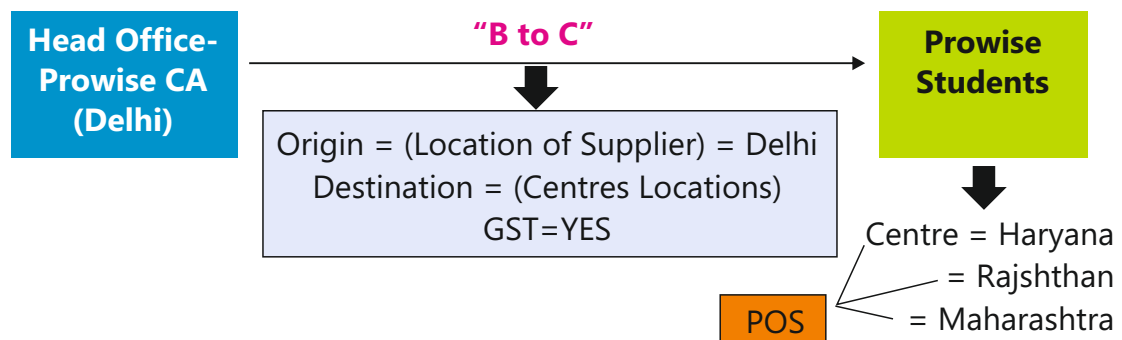 Head Office-
Prowise CA
(Delhi)
“B to C”
Prowise
Students
Origin = (Location of Supplier) = Delhi
Destination = (Centres Locations)
GST=YES
Centre = Haryana
= Rajshthan
= Maharashtra
POS